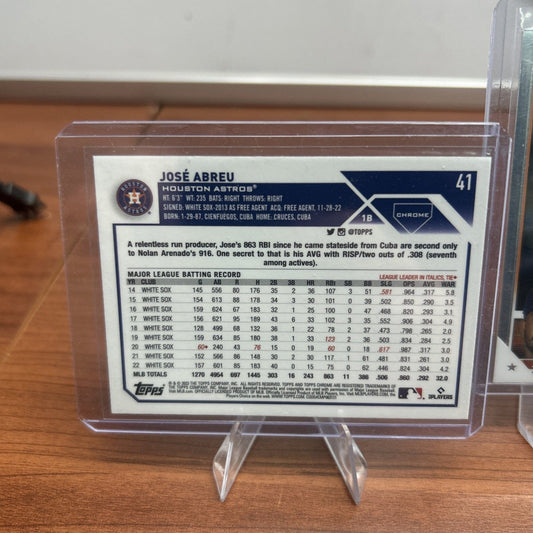 JOSÉ ABREU
HOUSTON ASTROS®
41
HT: 6'3" WT: 235 BATS: RIGHT THROWS: RIGHT
SIGNED: WHITE SOX-2013 AS FREE AGENT ACQ: FREE AGENT, 11-28-22
BORN: 1-29-87, CIENFUEGOS, CUBA HOME: CRUCES, CUBA
1B
CHROME
@TOPPS
A relentless run producer, Jose's 863 RBI since he came stateside from Cuba are second only
to Nolan Arenado's 916. One secret to that is his AVG with RISP/two outs of .308 (seventh
among actives).
MAJOR LEAGUE BATTING RECORD LEAGUE LEADER IN ITALICS, TIE♦
YR CLUB G AB R H 2B 3B HR RBI SB BB SLG OPS AVG WAR
14 WHITE SOX 145 556 80 176 35 2 36 107 3 51 .581 .964 .317 5.8
15 WHITE SOX 154 613 88 178 34 3 30 101 0 39 .502 .850 .290 3.5
16 WHITE SOX 159 624 67 183 32 1 25 100 0 47 .468 .820 .293
17 WHITE SOX 156 621 95 189 43 6 33 102 3 35 .552 .906 .304 4.9
18 WHITE SOX 128 499 68 132 36 1 22 78 2 37 .473 .798 .265 2.0
19 WHITE SOX 159 634 85 180 38 1 33 123 2 36 .503 .834 .284
20 WHITE SOX 60♦ 240 43 76 15 0 19 60 0 18 .617 .987 .317 3.0
21 WHITE SOX 152 566 86 148 30 2 30 117 1 61 .481 .831 .261 3.0
22 WHITE SOX 157 601 85 183 40 0 15 75 0 62 .446 .824 .304 4.2
MLB TOTALS 1270 4954 697 1445 303 16 243 863 11 386 .506 .860 .292 32.0
TOPPS
MLB
PLAYERS